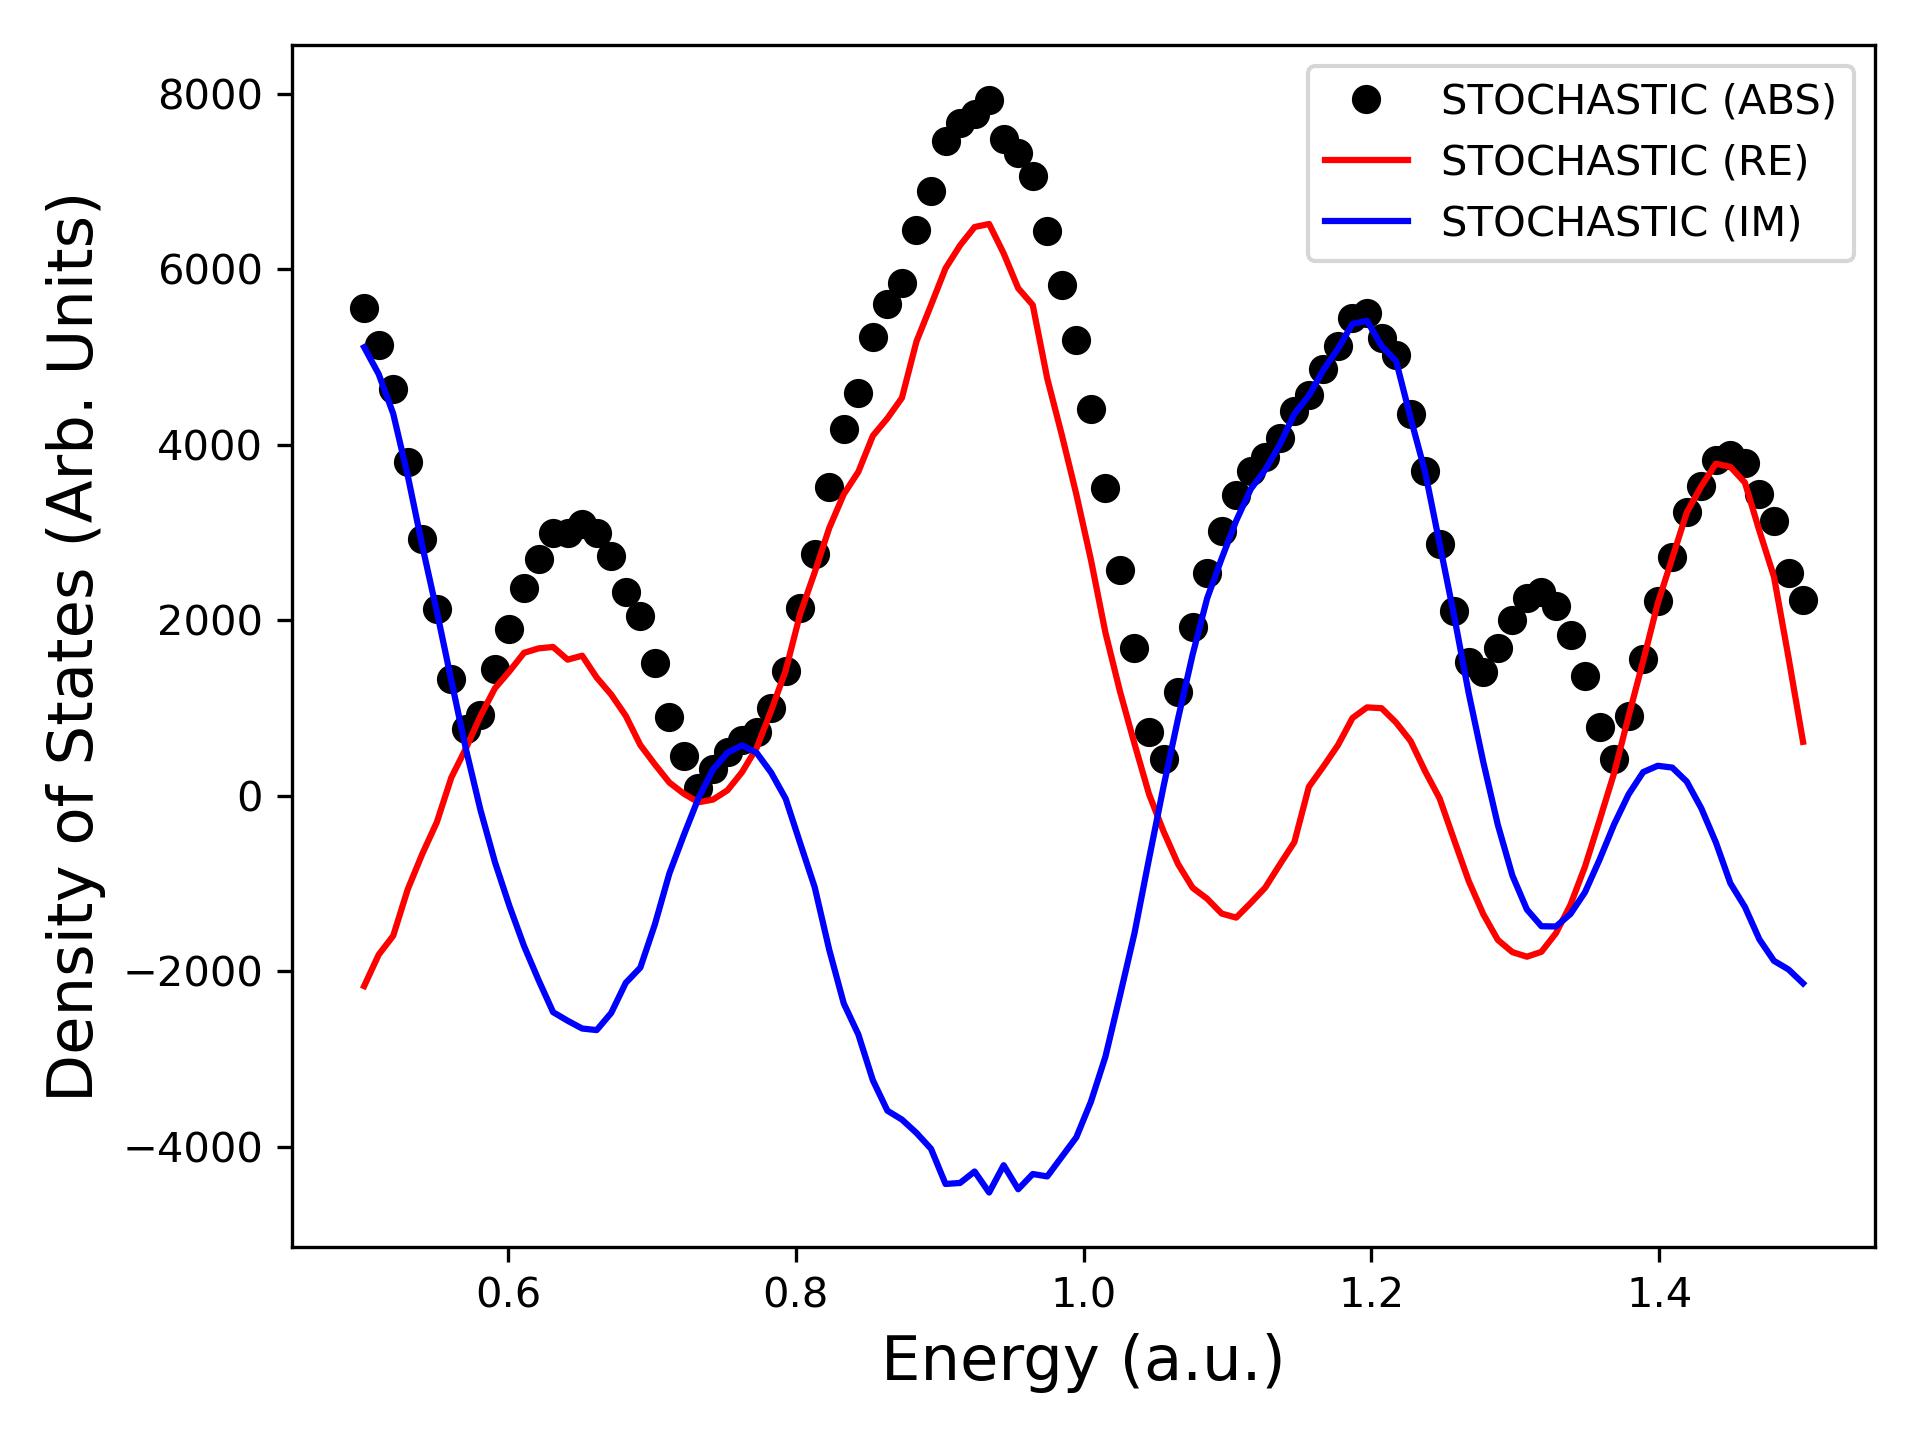 Density of States (Arb. Units)
8000
6000
4000
2000
0
−2000
−4000
STOCHASTIC (ABS)
STOCHASTIC (RE)
STOCHASTIC (IM)
0.6 0.8 1.0 1.2 1.4
Energy (a.u.)